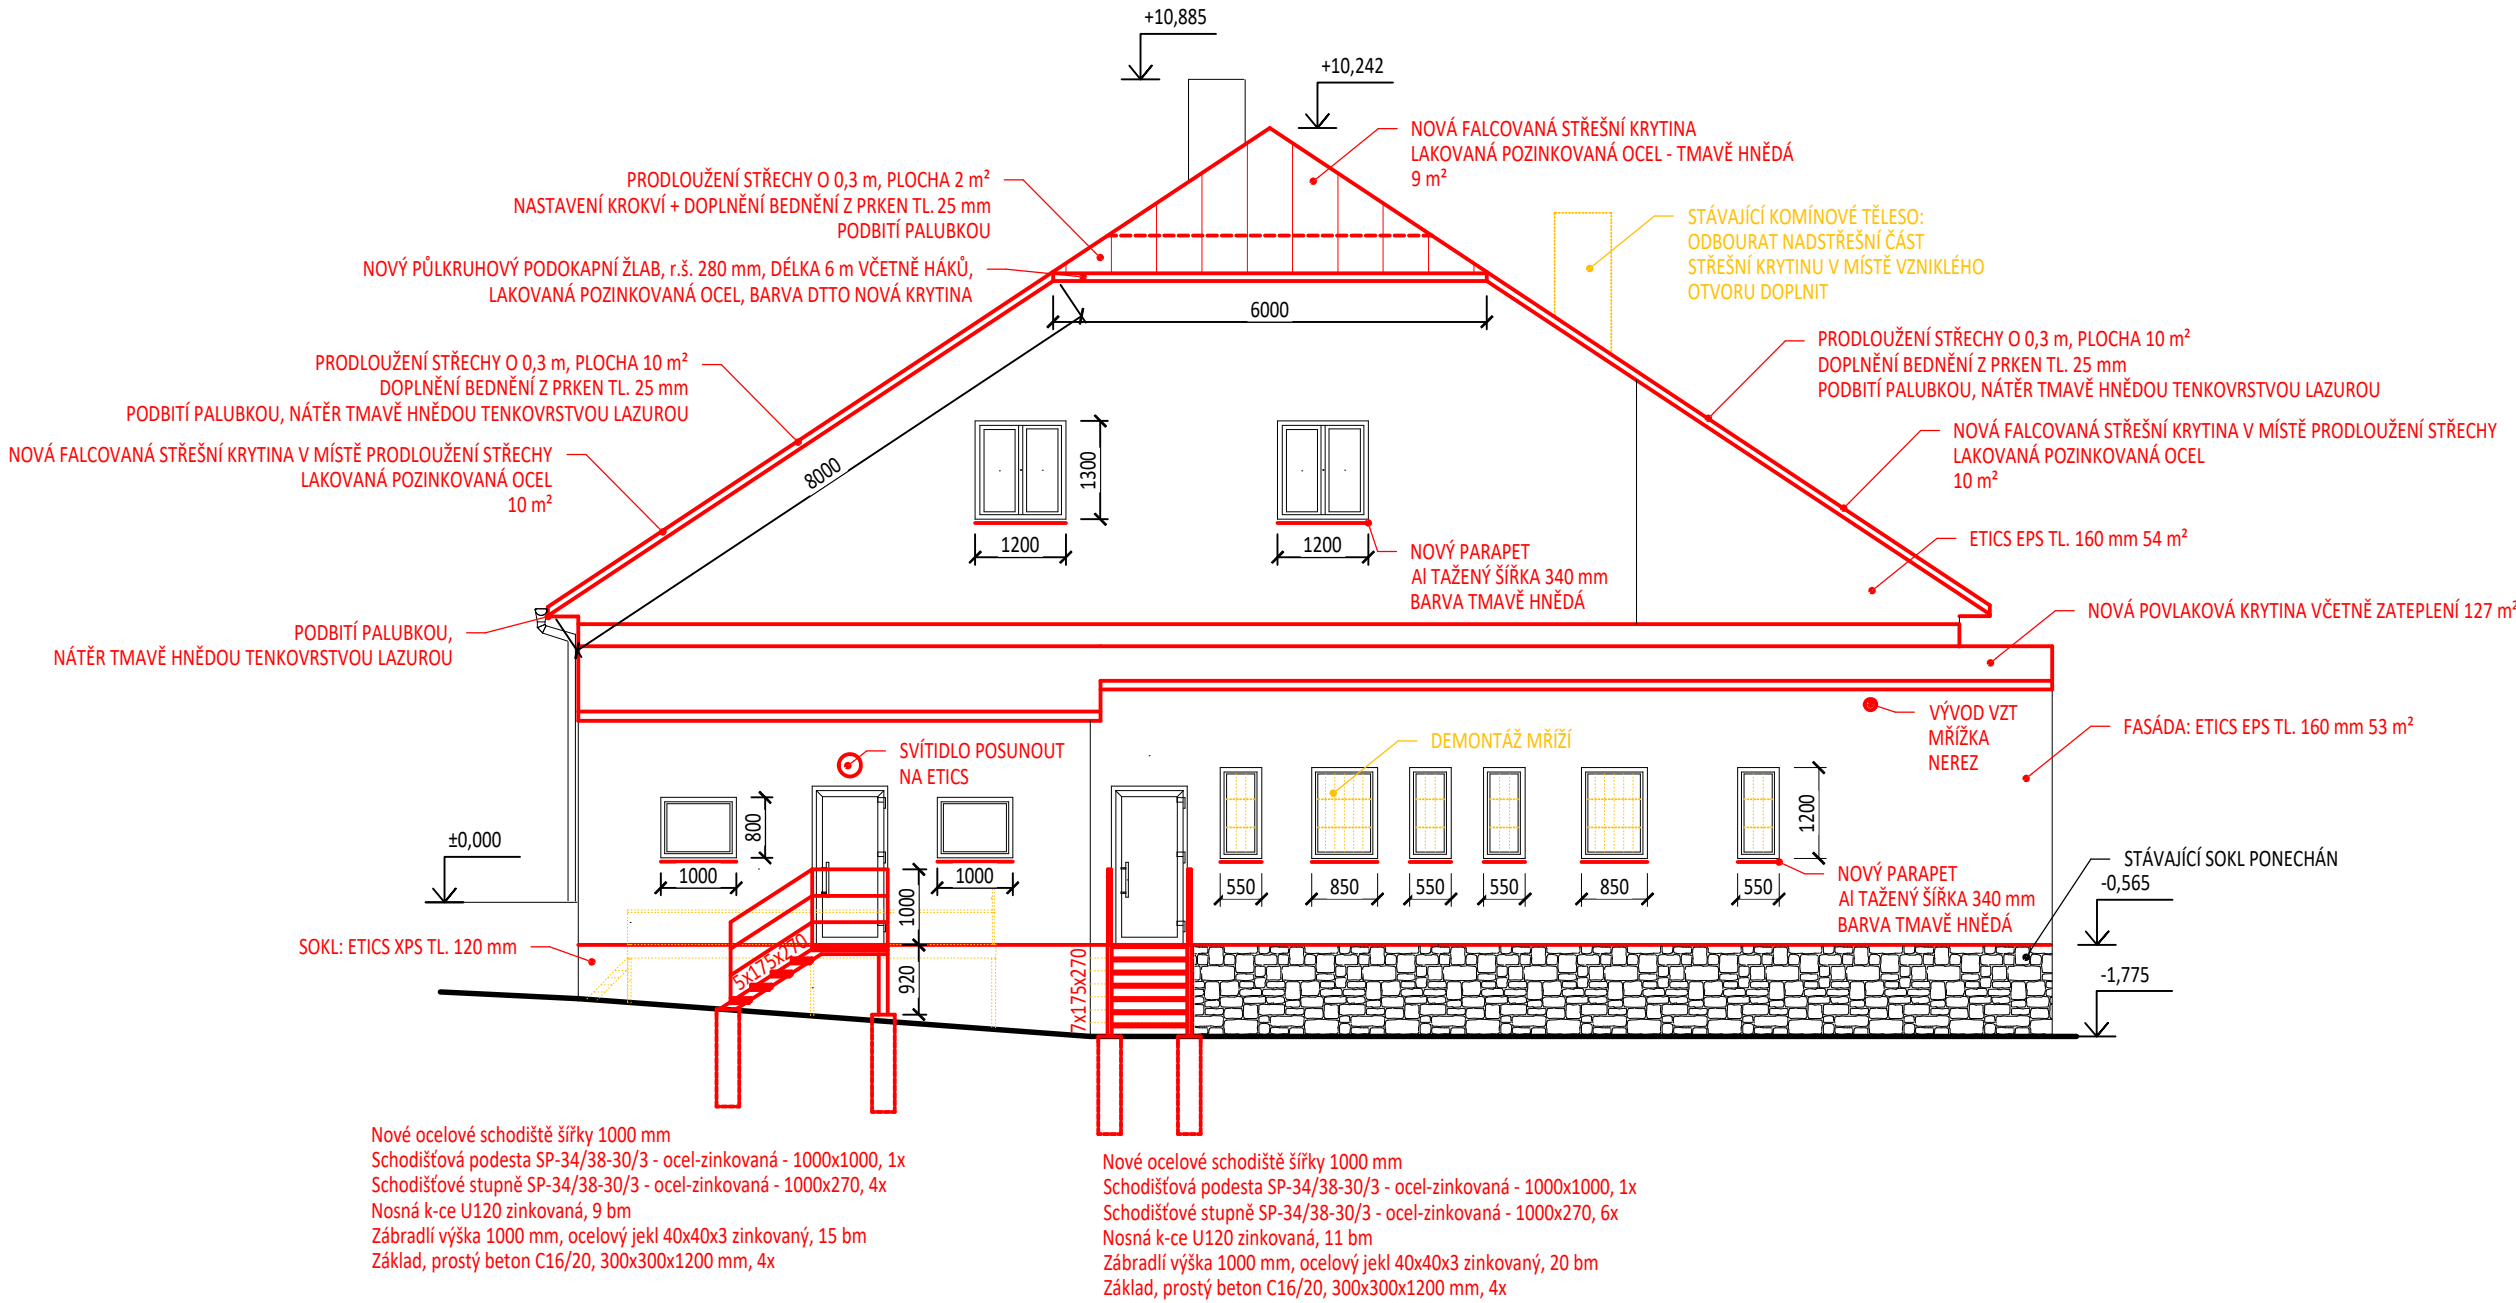 +10,885
+10,242
NOVÁ FALCOVANÁ STŘEŠNÍ KRYTINA
LAKOVANÁ POZINKOVANÁ OCEL - TMAVĚ HNĚDÁ
9 m²
PRODLOUŽENÍ STŘECHY O 0,3 m, PLOCHA 2 m²
NASTAVENÍ KROKVÍ + DOPLNĚNÍ BEDNĚNÍ Z PRKEN TL. 25 mm
PODBITÍ PALUBKOU
STÁVAJÍCÍ KOMÍNOVÉ TĚLESO:
ODBOURAT NADSTŘEŠNÍ ČÁST
STŘEŠNÍ KRYTINU V MÍSTĚ VZNIKLÉHO
OTVORU DOPLNIT
NOVÝ PŮLKRUHOVÝ PODOKAPNÍ ŽLAB, r.š. 280 mm, DÉLKA 6 m VČETNĚ HÁKŮ,
LAKOVANÁ POZINKOVANÁ OCEL, BARVA DTTO NOVÁ KRYTINA
6000
PRODLOUŽENÍ STŘECHY O 0,3 m, PLOCHA 10 m²
DOPLNĚNÍ BEDNĚNÍ Z PRKEN TL. 25 mm
PODBITÍ PALUBKOU, NÁTĚR TMAVĚ HNĚDOU TENKOVRSTVOU LAZUROU
PRODLOUŽENÍ STŘECHY O 0,3 m, PLOCHA 10 m²
DOPLNĚNÍ BEDNĚNÍ Z PRKEN TL. 25 mm
PODBITÍ PALUBKOU, NÁTĚR TMAVĚ HNĚDOU TENKOVRSTVOU LAZUROU
NOVÁ FALCOVANÁ STŘEŠNÍ KRYTINA V MÍSTĚ PRODLOUŽENÍ STŘECHY
LAKOVANÁ POZINKOVANÁ OCEL
10 m²
8000
1300
NOVÁ FALCOVANÁ STŘEŠNÍ KRYTINA V MÍSTĚ PRODLOUŽENÍ STŘECHY
LAKOVANÁ POZINKOVANÁ OCEL
10 m²
1200
1200
NOVÝ PARAPET
Al TAŽENÝ ŠÍŘKA 340 mm
BARVA TMAVĚ HNĚDÁ
ETICS EPS TL. 160 mm 54 m²
NOVÁ POVLAKOVÁ KRYTINA VČETNĚ ZATEPLENÍ 127 m²
PODBITÍ PALUBKOU,
NÁTĚR TMAVĚ HNĚDOU TENKOVRSTVOU LAZUROU
SVÍTIDLO POSUNOUT
NA ETICS
DEMONTÁŽ MŘÍŽÍ
VÝVOD VZT
MŘÍŽKA
NEREZ
FASÁDA: ETICS EPS TL. 160 mm 53 m²
±0,000
800
1000
1000
1000
920
550
850
550
550
850
550
1200
NOVÝ PARAPET
Al TAŽENÝ ŠÍŘKA 340 mm
BARVA TMAVĚ HNĚDÁ
STÁVAJÍCÍ SOKL PONECHÁN
-0,565
-1,775
SOKL: ETICS XPS TL. 120 mm
5x175x270
7x175x270
Nové ocelové schodiště šířky 1000 mm
Schodišťová podesta SP-34/38-30/3 - ocel-zinkovaná - 1000x1000, 1x
Schodišťové stupně SP-34/38-30/3 - ocel-zinkovaná - 1000x270, 4x
Nosná k-ce U120 zinkovaná, 9 bm
Zábradlí výška 1000 mm, ocelový jekl 40x40x3 zinkovaný, 15 bm
Základ, prostý beton C16/20, 300x300x1200 mm, 4x
Nové ocelové schodiště šířky 1000 mm
Schodišťová podesta SP-34/38-30/3 - ocel-zinkovaná - 1000x1000, 1x
Schodišťové stupně SP-34/38-30/3 - ocel-zinkovaná - 1000x270, 6x
Nosná k-ce U120 zinkovaná, 11 bm
Zábradlí výška 1000 mm, ocelový jekl 40x40x3 zinkovaný, 20 bm
Základ, prostý beton C16/20, 300x300x1200 mm, 4x